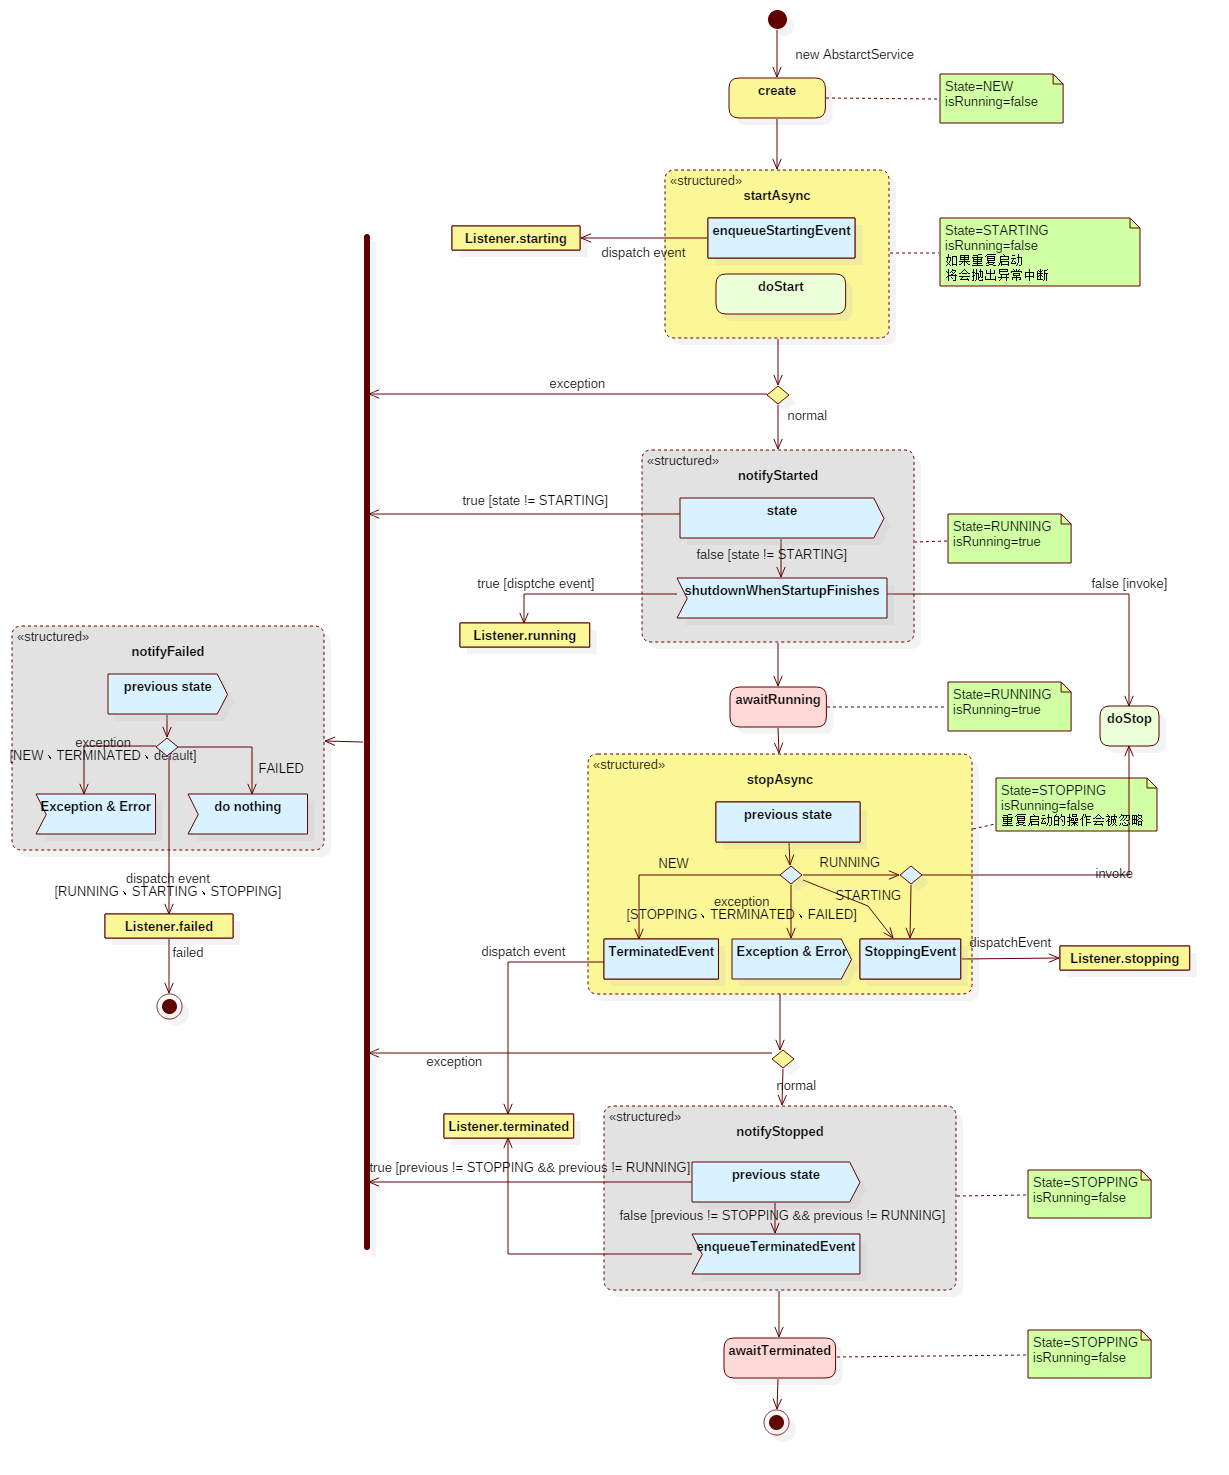 new AbstarctService
create
State=NEW
isRunning=false
«structured»
startAsync
enqueueStartingEvent
Listener.starting
dispatch event
doStart
State=STARTING
isRunning=false
如果重复启动
将会抛出异常中断
exception
normal
«structured»
notifyStarted
state
true [state != STARTING]
false [state != STARTING]
State=RUNNING
isRunning=true
true [disptche event]
shutdownWhenStartupFinishes
false [invoke]
Listener.running
«structured»
notifyFailed
previous state
exception
[NEW、TERMINATED、default]
FAILED
Exception & Error
do nothing
dispatch event
[RUNNING、STARTING、STOPPING]
Listener.failed
failed
awaitRunning
State=RUNNING
isRunning=true
doStop
«structured»
stopAsync
previous state
State=STOPPING
isRunning=false
重复启动的操作会被忽略
NEW
RUNNING
invoke
exception
[STOPPING、TERMINATED、FAILED]
STARTING
TerminatedEvent
Exception & Error
StoppingEvent
dispatchEvent
Listener.stopping
dispatch event
exception
normal
Listener.terminated
«structured»
notifyStopped
true [previous != STOPPING && previous != RUNNING]
previous state
State=STOPPING
isRunning=false
false [previous != STOPPING && previous != RUNNING]
enqueueTerminatedEvent
awaitTerminated
State=STOPPING
isRunning=false